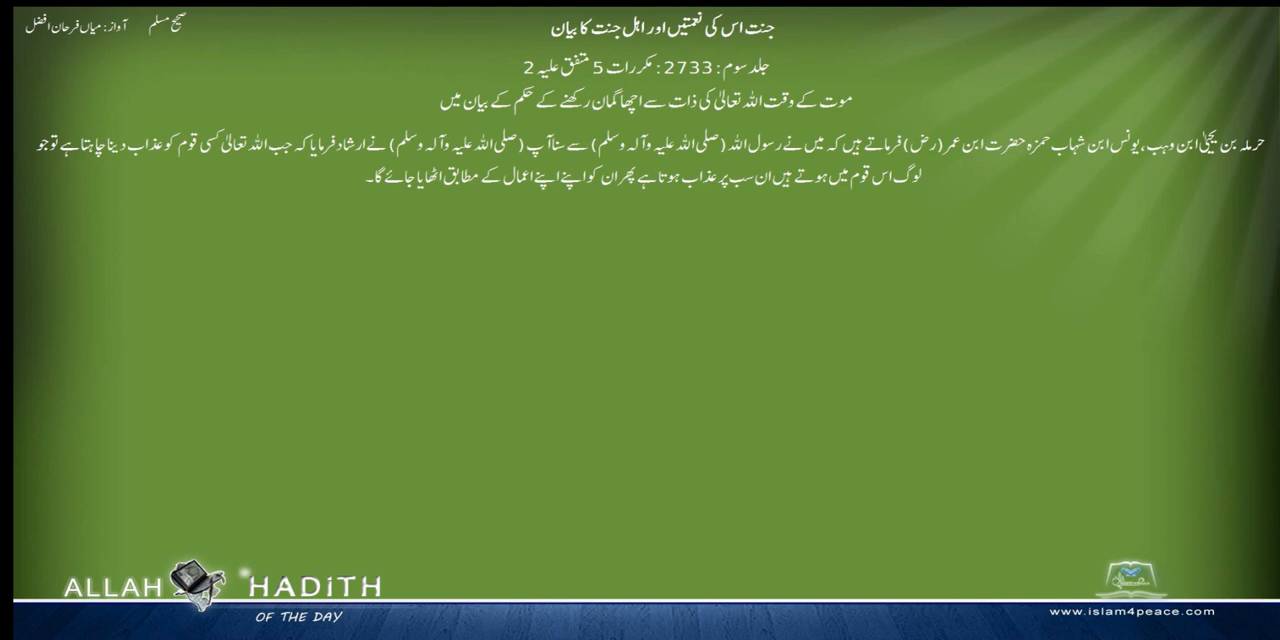 جنت اس کی نعمتیں اور اہل جنت کا بیان
صحیح مسلم آواز: میاں فرحان افضل
جلد سوم : 2733 : مکررات 5 متفق علیہ 2
موت کے وقت اللہ تعالیٰ کی ذات سے اچھا گمان رکھنے کے حکم کے بیان میں
حرملہ بن یحییٰ ابن وہب، یونس ابن شہاب حمزہ حضرت ابن عمر (رض) فرماتے ہیں کہ میں نے رسول اللہ (صلی اللہ علیہ وآلہ وسلم) سے سنا آپ (صلی اللہ علیہ وآلہ وسلم) نے ارشاد فرمایا کہ جب اللہ تعالیٰ کسی قوم کو عذاب دینا چاہتا ہے تو جو
لوگ اس قوم میں ہوتے ہیں ان سب پر عذاب ہوتا ہے پھر ان کو اپنے اپنے اعمال کے مطابق اٹھایا جائے گا۔
ALLAH HADITH
OF THE DAY
www.islam4peace.com